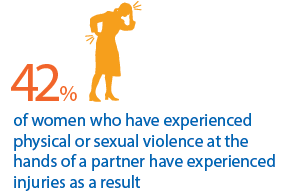 42%
of women who have experienced
physical or sexual violence at the
hands of a partner have experienced
injuries as a result